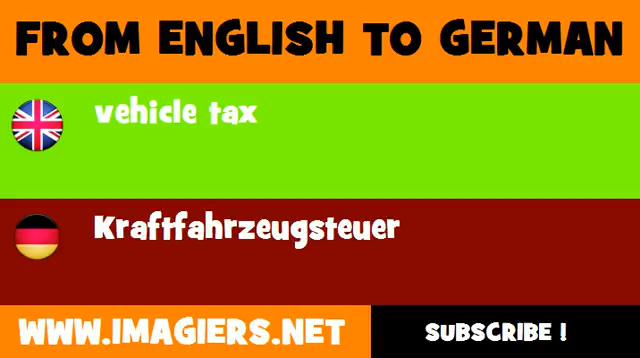 FROM ENGLISH TO GERMAN
vehicle tax
Kraftfahrzeugsteuer
WWW.IMAGIERS.NET
SUBSCRIBE !